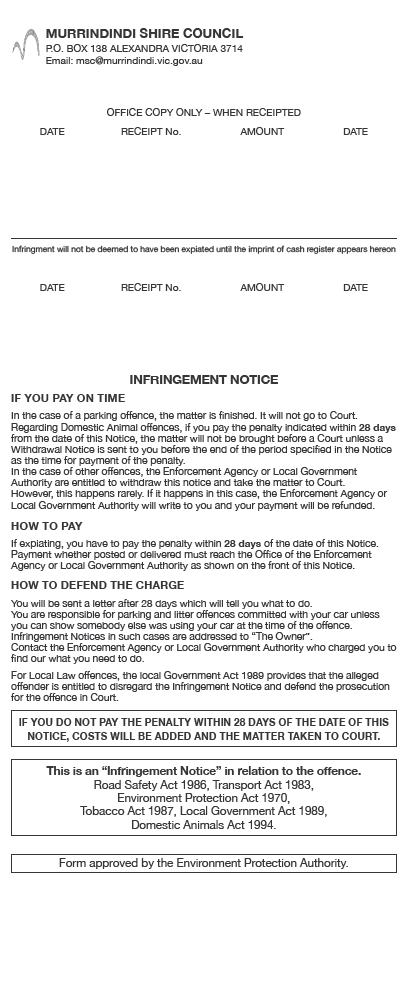 MURRINDINDI SHIRE COUNCIL
P.O. BOX 138 ALEXANDRA VICTORIA 3714
Email: msc@murrindindi.vic.gov.au
OFFICE COPY ONLY – WHEN RECEIPTED
DATE RECEIPT No. AMOUNT DATE
Infringment will not be deemed to have been expiated until the imprint of cash register appears hereon
DATE RECEIPT No. AMOUNT DATE
INFRINGEMENT NOTICE
IF YOU PAY ON TIME
In the case of a parking offence, the matter is finished. It will not go to Court.
Regarding Domestic Animal offences, if you pay the penalty indicated within 28 days
from the date of this Notice, the matter will not be brought before a Court unless a
Withdrawal Notice is sent to you before the end of the period specified in the Notice
as the time for payment of the penalty.
In the case of other offences, the Enforcement Agency or Local Government
Authority are entitled to withdraw this notice and take the matter to Court.
However, this happens rarely. If it happens in this case, the Enforcement Agency or
Local Government Authority will write to you and your payment will be refunded.
HOW TO PAY
If expiating, you have to pay the penalty within 28 days of the date of this Notice.
Payment whether posted or delivered must reach the Office of the Enforcement
Agency or Local Government Authority as shown on the front of this Notice.
HOW TO DEFEND THE CHARGE
You will be sent a letter after 28 days which will tell you what to do.
You are responsible for parking and litter offences committed with your car unless
you can show somebody else was using your car at the time of the offence.
Infringement Notices in such cases are addressed to “The Owner”.
Contact the Enforcement Agency or Local Government Authority who charged you to
find our what you need to do.
For Local Law offences, the local Government Act 1989 provides that the alleged
offender is entitled to disregard the Infringement Notice and defend the prosecution
for the offence in Court.
IF YOU DO NOT PAY THE PENALTY WITHIN 28 DAYS OF THE DATE OF THIS
NOTICE, COSTS WILL BE ADDED AND THE MATTER TAKEN TO COURT.
This is an “Infringement Notice” in relation to the offence.
Road Safety Act 1986, Transport Act 1983,
Environment Protection Act 1970,
Tobacco Act 1987, Local Government Act 1989,
Domestic Animals Act 1994.
Form approved by the Environment Protection Authority.